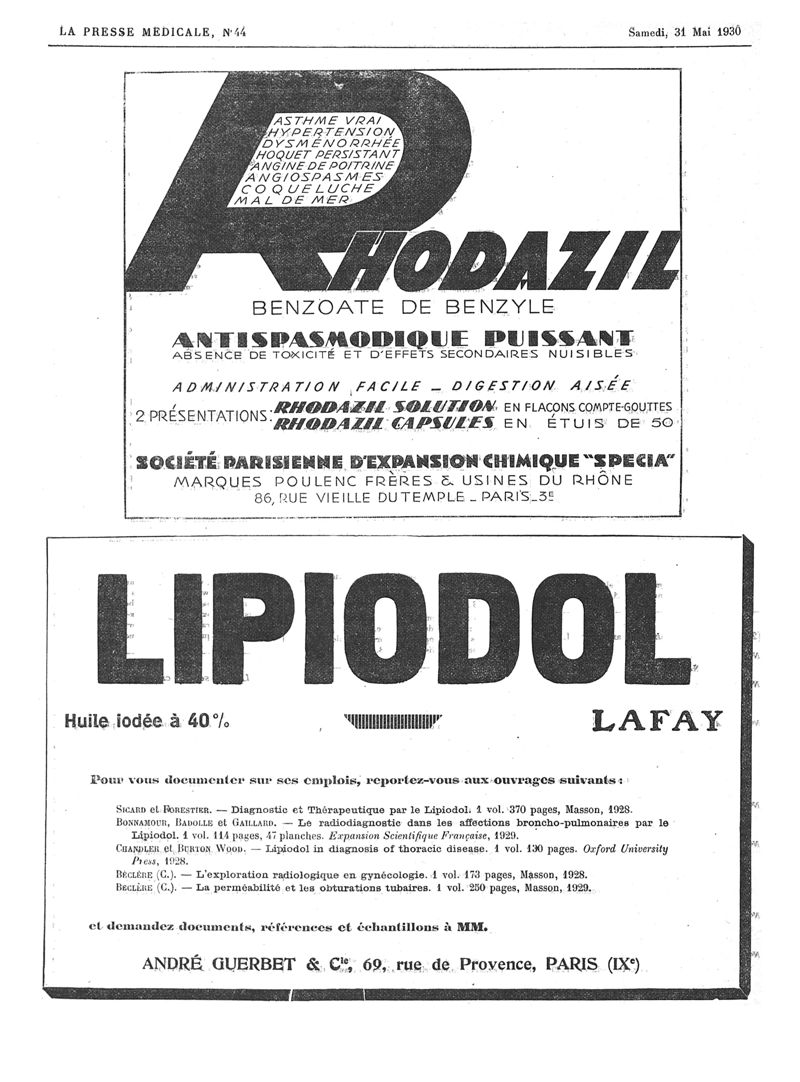 LA PRESSE MÉDICALE, N° 44
Samedi, 31 Mai 1930
ASTHME VRAI
HYPERTENSION
DYSMÉNORRHÉE
HOQUET PERSISTANT
ANGINE DE POITRINE
ANGIOSPASMES
COQUELUCHE
MAL DE MER
RHODAZIL
BENZOATE DE BENZYLE
ANTISPASMODIQUE PUISSANT
ABSENCE DE TOXICITÉ ET D'EFFETS SECONDAIRES NUISIBLES
ADMINISTRATION FACILE _ DIGESTION AISÉE
2 PRÉSENTATIONS: RHODAZIL SOLUTION, EN FLACONS COMPTE-GOUTTES
RHODAZIL CAPSULES EN ÉTUIS DE 50
SOCIÉTÉ PARISIENNE D'EXPANSION CHIMIQUE "SPECIA"
MARQUES POULENC FRÈRES & USINES DU RHÔNE
86, RUE VIEILLE DU TEMPLE _ PARIS_3E
LIPIODOL
Huile iodée à 40 %
LAFAY
Pour vous documenter sur ses emplois, reportez-vous aux ouvrages suivants :
SICARD et FORESTIER. — Diagnostic et Thérapeutique par le Lipiodol. 1 vol. 370 pages, Masson, 1928.
BONNAMOUR, BADOLLE et GAILLARD. — Le radiodiagnostic dans les affections broncho-pulmonaires par le
Lipiodol. 1 vol. 114 pages, 47 planches. Expansion Scientifique Française, 1929.
CHANDLER et BURTON WOOD. — Lipiodol in diagnosis of thoracic disease. 1 vol. 130 pages. Oxford University
Press, 1928.
BÉCLÈRE (C.). — L'exploration radiologique en gynécologie. 1 vol. 173 pages, Masson, 1928.
BÉCLÈRE (C.). — La perméabilité et les obturations tubaires. 1 vol. 250 pages, Masson, 1929.
et demandez documents, références et échantillons à MM.
ANDRÉ GUERBET & Cie, 69, rue de Provence, PARIS (IXe)